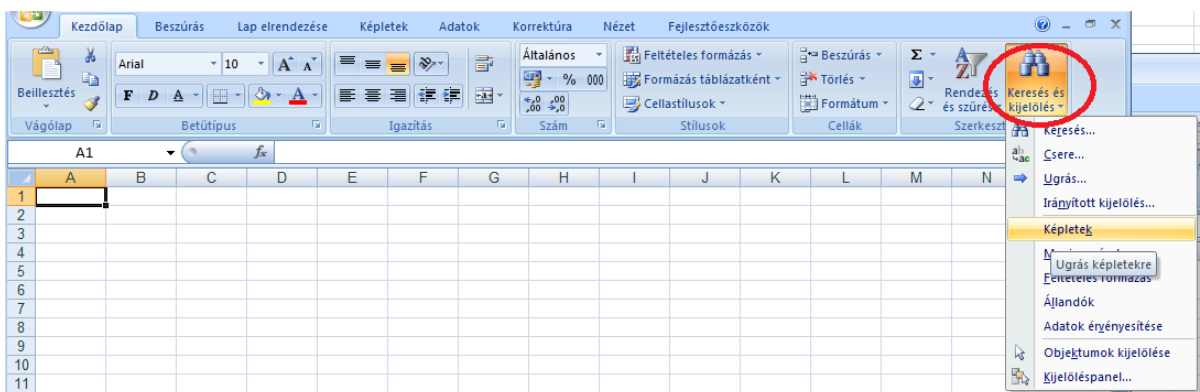 Kezdőlap Beszúrás Lap elrendezése Képletek Adatok Korrektúra Nézet Fejlesztőeszközök
Arial 10 Általános Feltételes formázás Beszúrás Σ
Beillesztés % 000 Formázás táblázatként Törlés Rendezés és szűrés Keresés és kijelölés
F D A A Cellastílusok Formátum
Vágólap Betűtípus Igazítás Szám Stílusok Cellák Szerkeszt
A1 fx
A B C D E F G H I J K L M N
1
2
3
4
5
6
7
8
9
10
11
Keresés...
Csere...
Ugrás...
Irányított kijelölés...
Képletek
Ugrás képletekre
Feltételes formázás
Állandók
Adatok érvényesítése
Objektumok kijelölése
Kijelöléspanel...